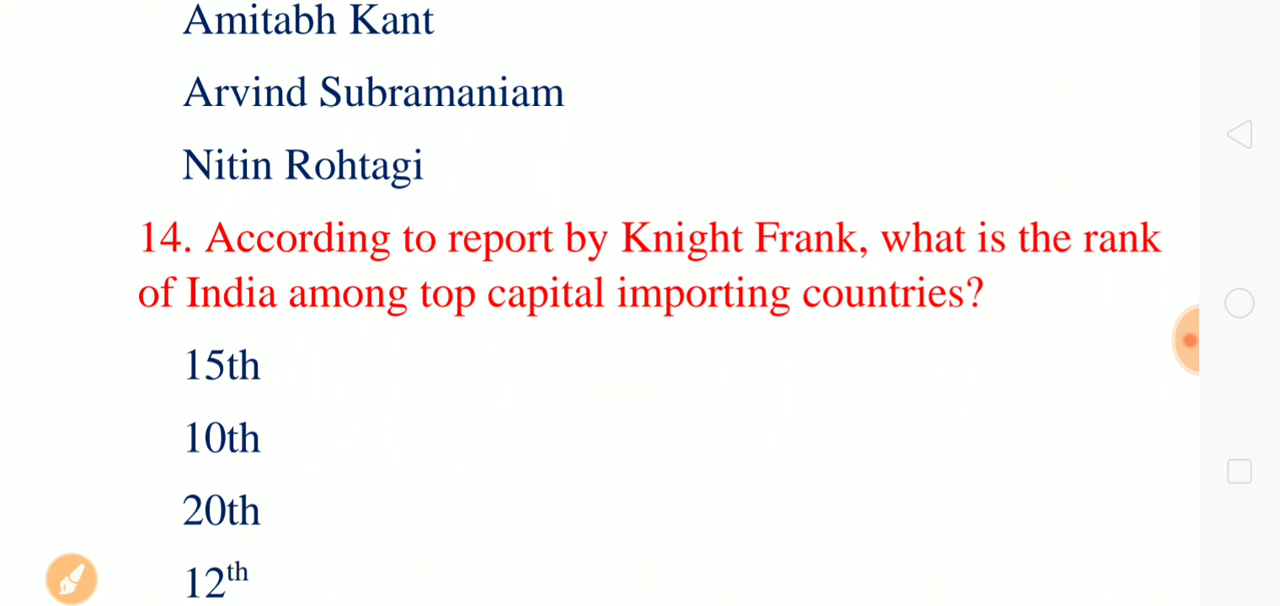 Amitabh Kant
Arvind Subramaniam
Nitin Rohtagi
14. According to report by Knight Frank, what is the rank
of India among top capital importing countries?
15th
10th
20th
12th